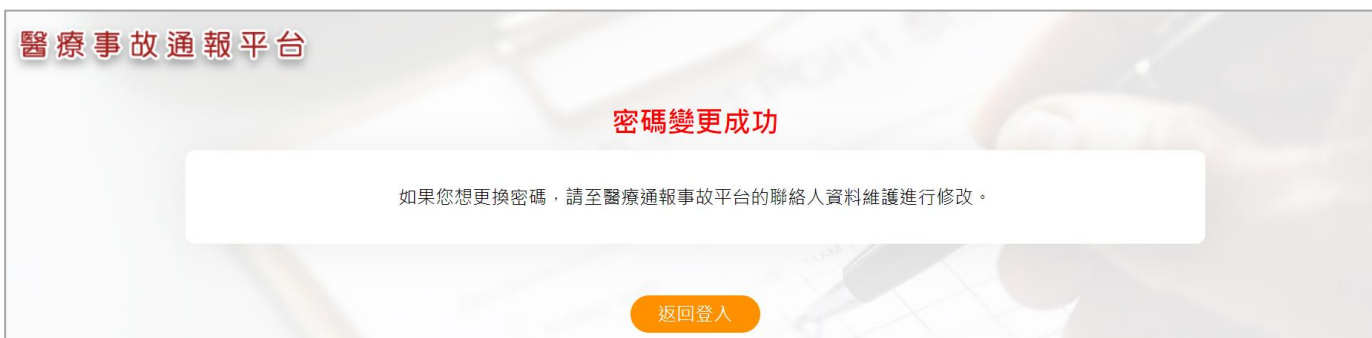 醫療事故通報平台
密碼變更成功
如果您想更換密碼，請至醫療通報事故平台的聯絡人資料維護進行修改。
返回登入